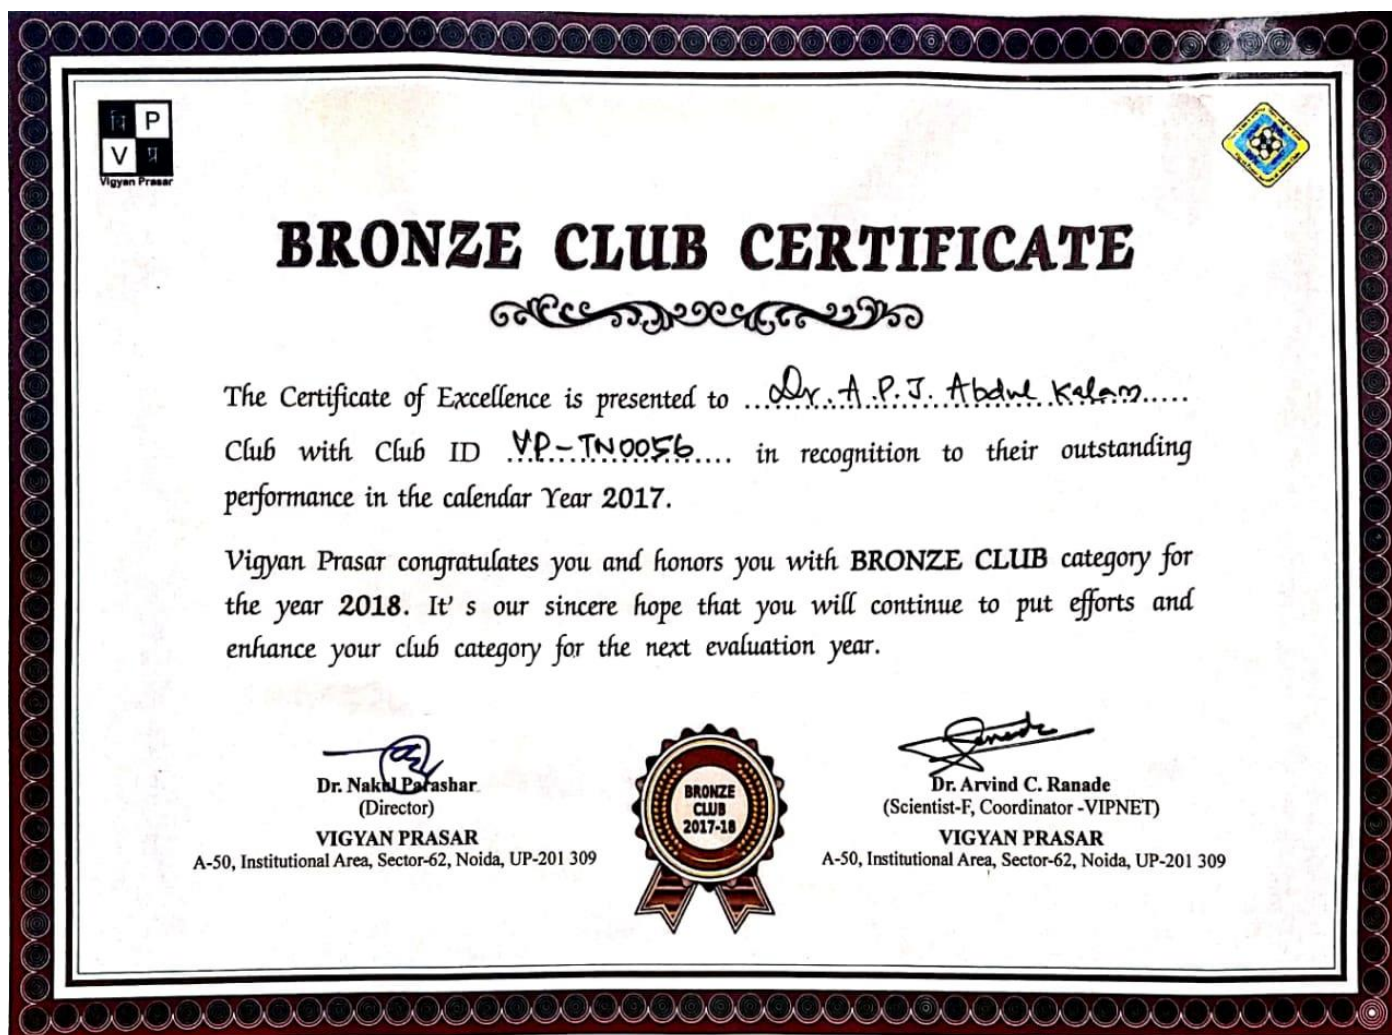 वि P
V प्र
Vigyan Prasar
BRONZE CLUB CERTIFICATE
The Certificate of Excellence is presented to ....Dr. A.P.J. Abdul Kalam.....
Club with Club ID .VP-TN0056.... in recognition to their outstanding
performance in the calendar Year 2017.
Vigyan Prasar congratulates you and honors you with BRONZE CLUB category for
the year 2018. It' s our sincere hope that you will continue to put efforts and
enhance your club category for the next evaluation year.
Dr. Nakul Parashar
(Director)
VIGYAN PRASAR
A-50, Institutional Area, Sector-62, Noida, UP-201 309
BRONZE
CLUB
2017-18
Ranade
Dr. Arvind C. Ranade
(Scientist-F, Coordinator -VIPNET)
VIGYAN PRASAR
A-50, Institutional Area, Sector-62, Noida, UP-201 309